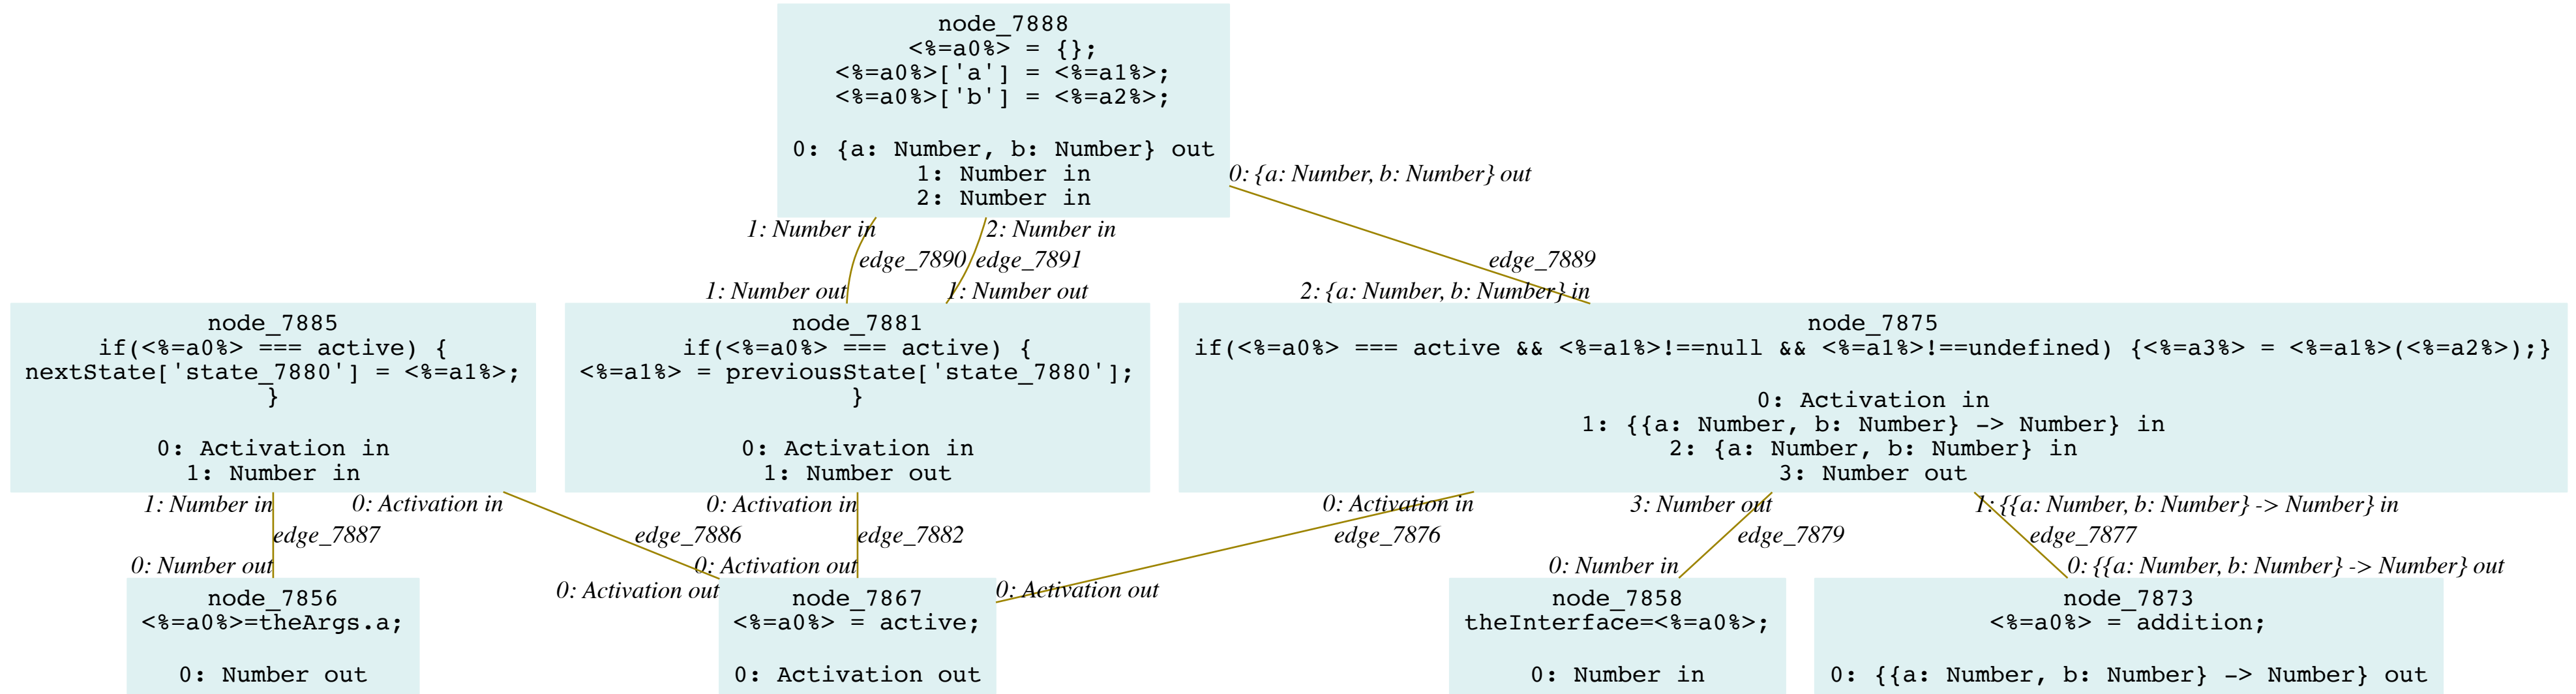 node_7888
<%=a0%> = {};
<%=a0%>['a'] = <%=a1%>;
<%=a0%>['b'] = <%=a2%>;
0: {a: Number, b: Number} out
1: Number in
2: Number in
0: {a: Number, b: Number} out
1: Number in
2: Number in
edge_7890
edge_7891
edge_7889
1: Number out
1: Number out
2: {a: Number, b: Number} in
node_7885
if(<%=a0%> === active) {
nextState['state_7880'] = <%=a1%>;
}
0: Activation in
1: Number in
node_7881
if(<%=a0%> === active) {
<%=a1%> = previousState['state_7880'];
}
0: Activation in
1: Number out
node_7875
if(<%=a0%> === active && <%=a1%>!==null && <%=a1%>!==undefined) {<%=a3%> = <%=a1%>(<%=a2%>);}
0: Activation in
1: {{a: Number, b: Number} -> Number} in
2: {a: Number, b: Number} in
3: Number out
1: Number in
0: Activation in
0: Activation in
0: Activation in
3: Number out
1: {{a: Number, b: Number} -> Number} in
edge_7887
edge_7886
edge_7882
edge_7876
edge_7879
edge_7877
0: Number out
0: Activation out
0: Activation out
0: Activation out
0: Number in
0: {{a: Number, b: Number} -> Number} out
node_7856
<%=a0%>=theArgs.a;
0: Number out
node_7867
<%=a0%> = active;
0: Activation out
node_7858
theInterface=<%=a0%>;
0: Number in
node_7873
<%=a0%> = addition;
0: {{a: Number, b: Number} -> Number} out